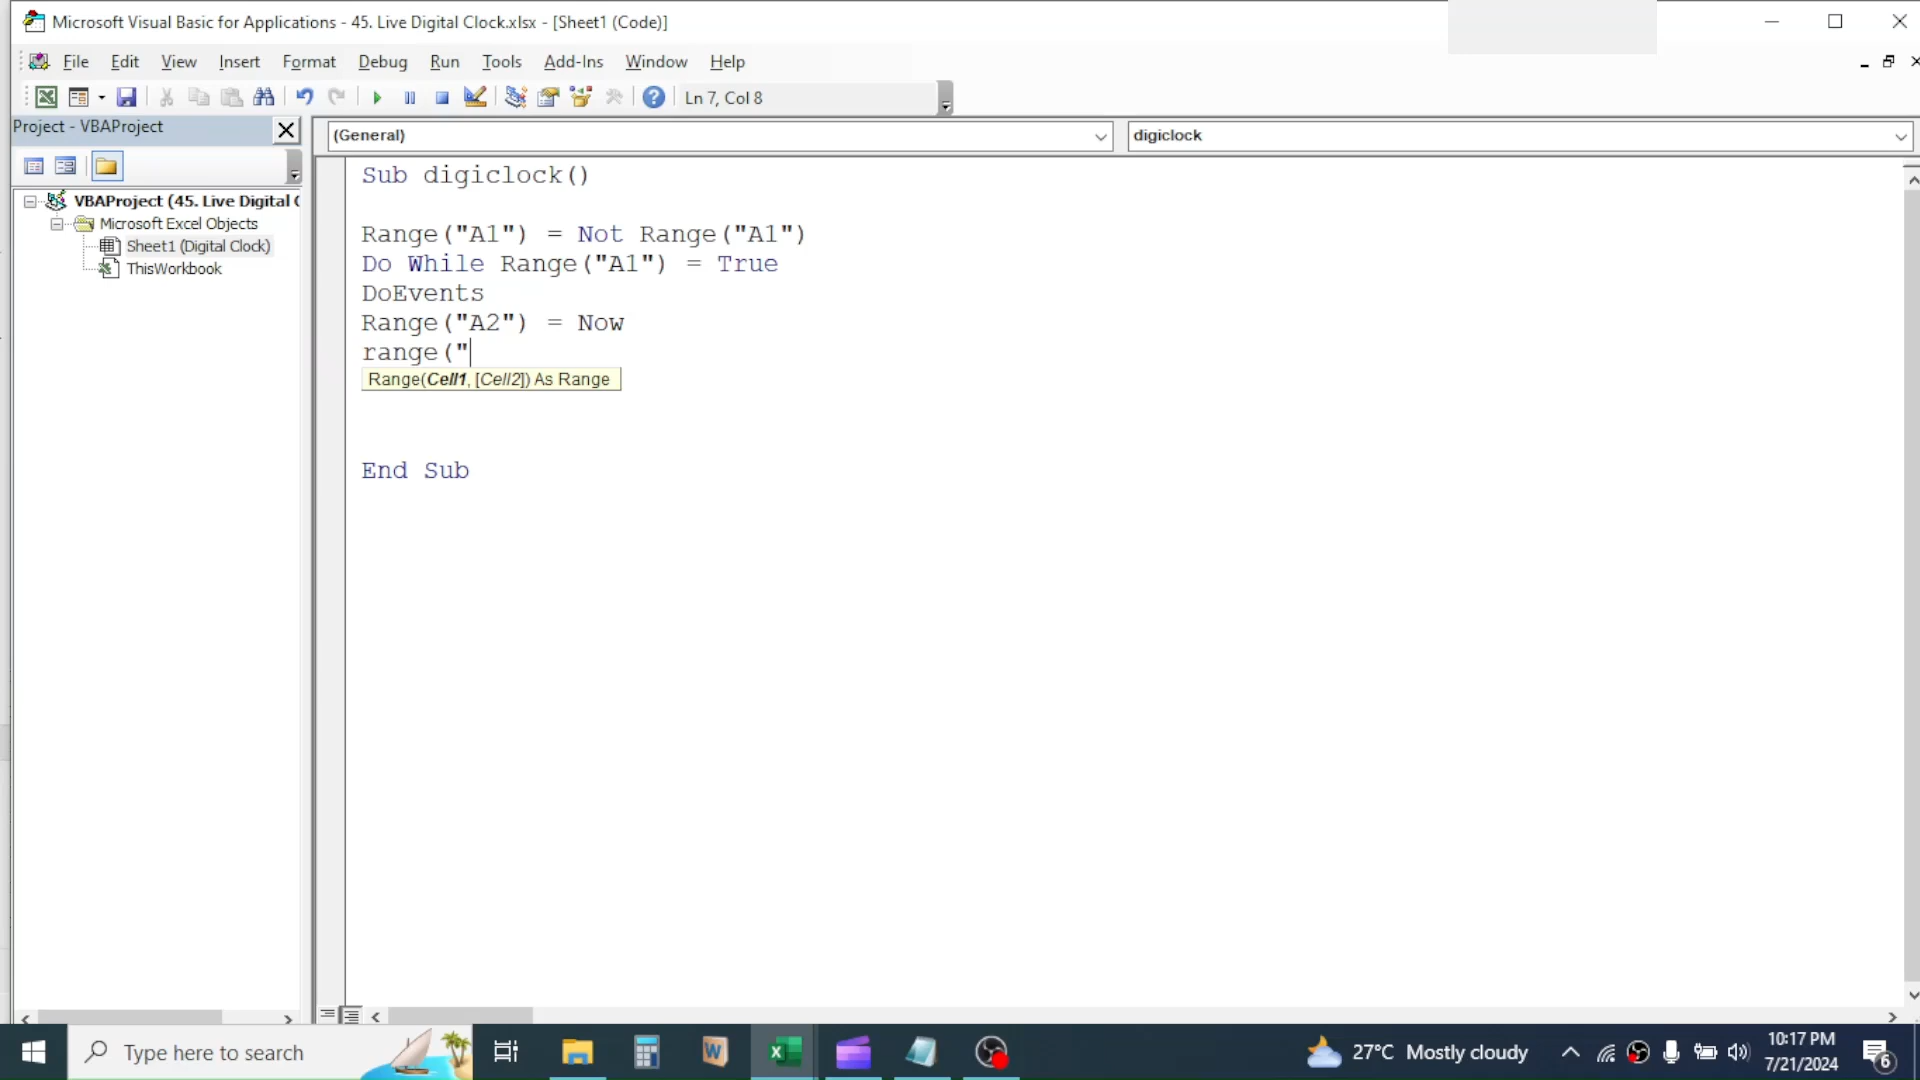 Microsoft Visual Basic for Applications - 45. Live Digital Clock.xlsx - [Sheet1 (Code)]
File Edit View Insert Format Debug Run Tools Add-Ins Window Help
Ln 7, Col 8
Project - VBAProject
(General)
digiclock
VBAProject (45. Live Digital
Microsoft Excel Objects
Sheet1 (Digital Clock)
ThisWorkbook
Sub digiclock()
Range("A1") = Not Range("A1")
Do While Range("A1") = True
DoEvents
Range("A2") = Now
range("
Range(Cell1, [Cell2]) As Range
End Sub
Type here to search
27°C Mostly cloudy
10:17 PM
7/21/2024
6